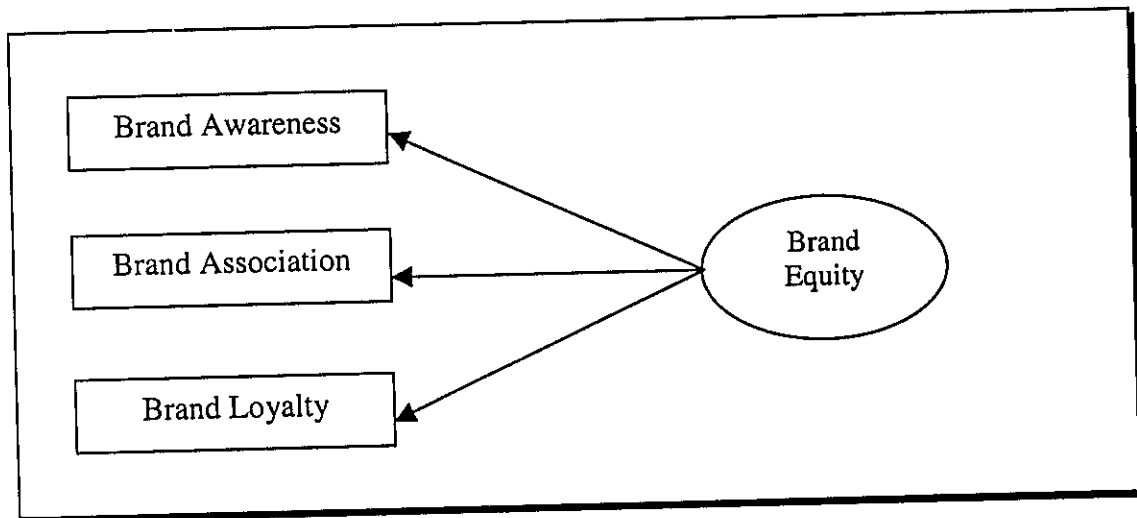 Brand Awareness
Brand Association
Brand Loyalty
Brand
Equity